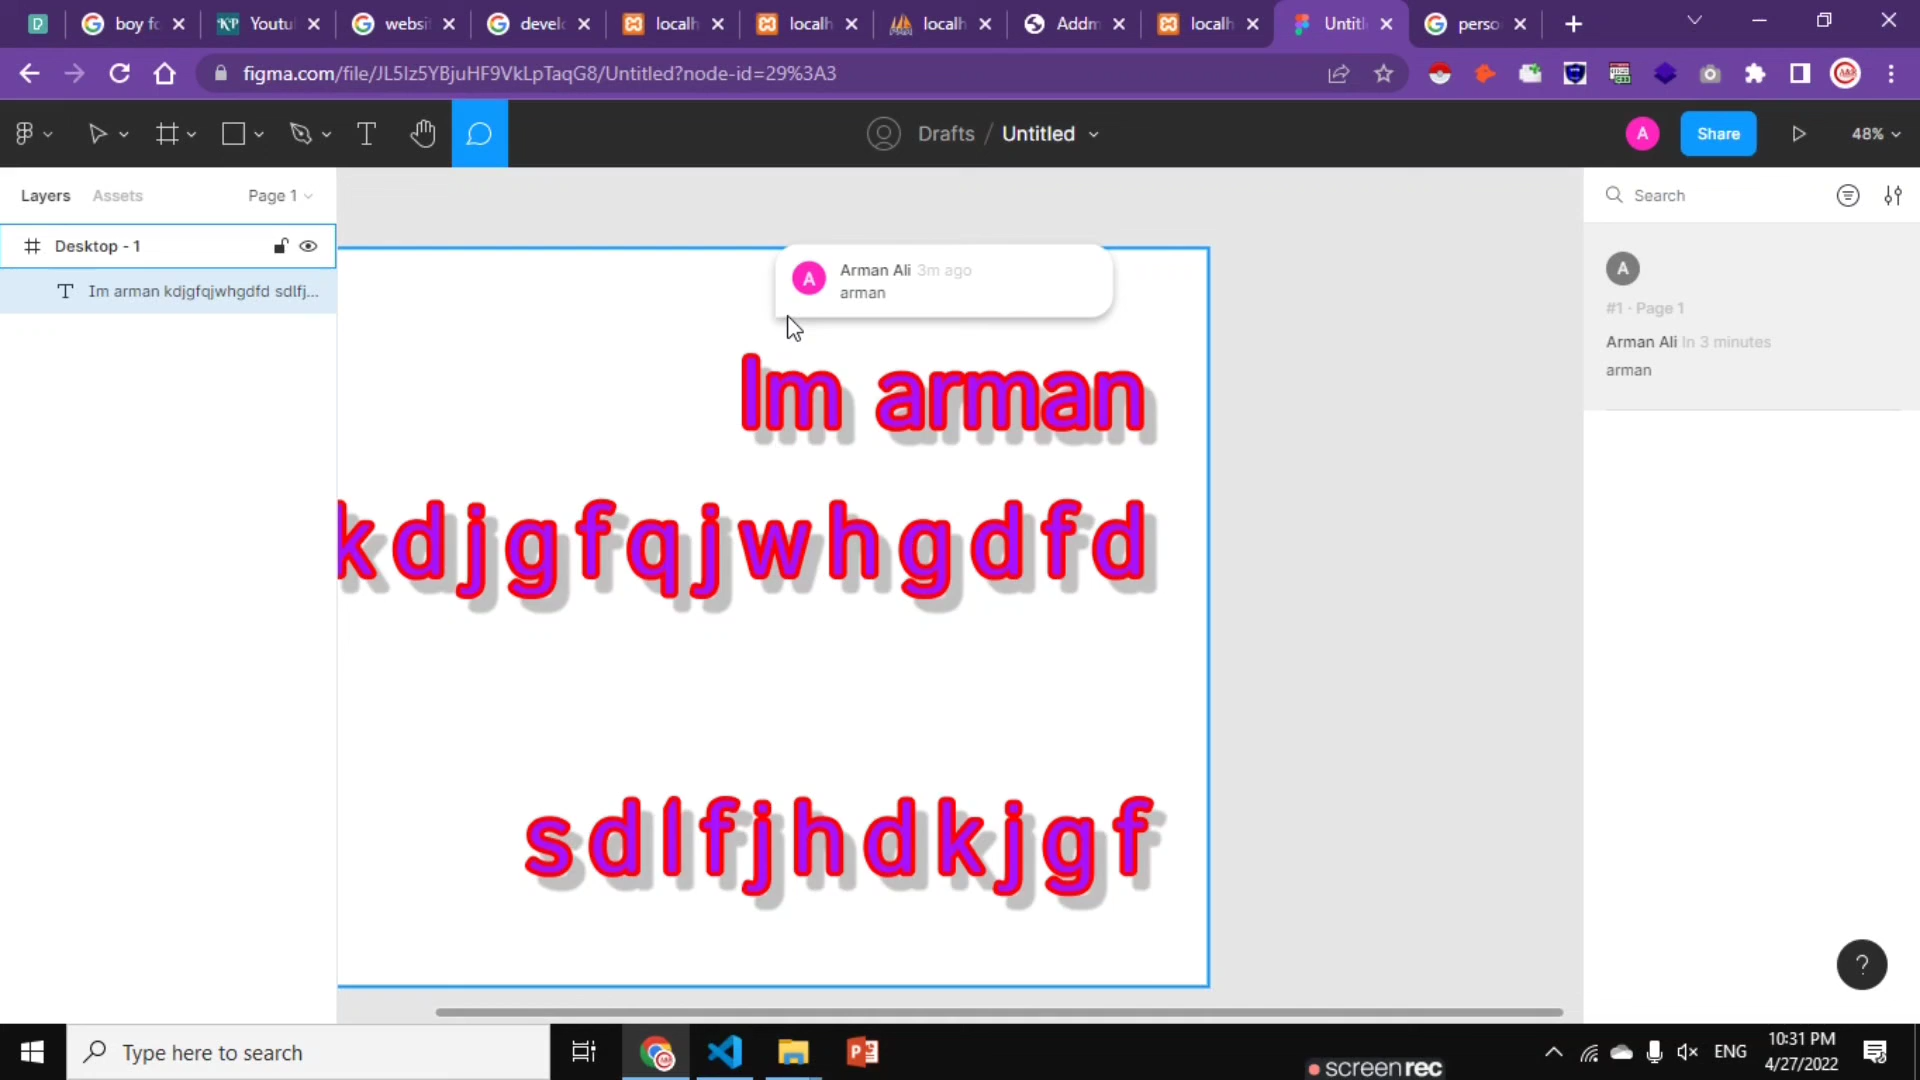 boy fo
Youtu
websi
develo
localh
localh
localh
Addm
localh
Untitl
perso
figma.com/file/JL5Iz5YBjuHF9VkLpTaqG8/Untitled?node-id=29%3A3
Drafts / Untitled
A
Share
48%
Layers
Assets
Page 1
Search
Desktop - 1
Im arman kdjgfqjwhgdfd sdlfj...
A
Arman Ali 3m ago
arman
A
#1 · Page 1
Arman Ali In 3 minutes
arman
Im arman
kdjgfqjwhgdfd
sdlfjhdkjgf
?
Type here to search
screenrec
ENG
10:31 PM
4/27/2022